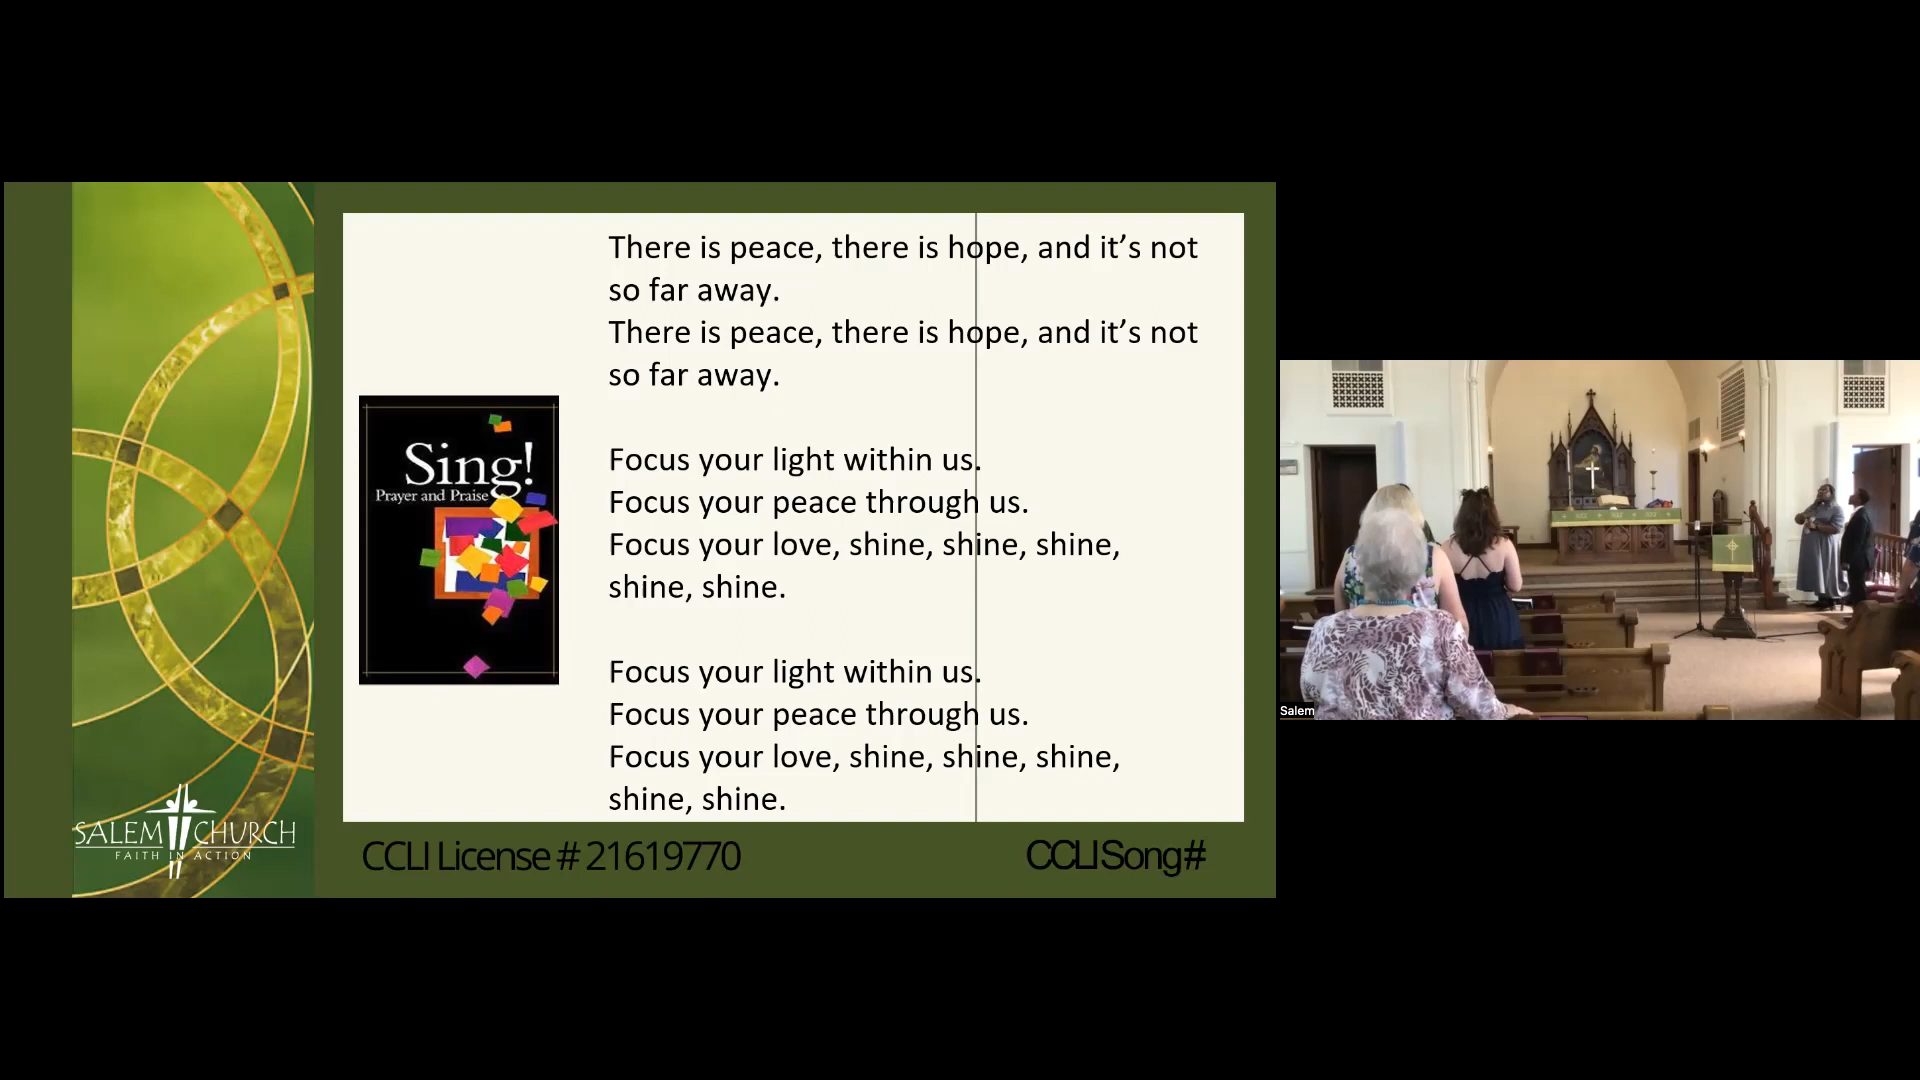 There is peace, there is hope, and it’s not
so far away.
There is peace, there is hope, and it’s not
so far away.
Focus your light within us.
Focus your peace through us.
Focus your love, shine, shine, shine,
shine, shine.
Focus your light within us.
Focus your peace through us.
Focus your love, shine, shine, shine,
shine, shine.
Sing!
Prayer and Praise
SALEM CHURCH
FAITH IN ACTION
CCLI License # 21619770
CCLI Song#
Salem